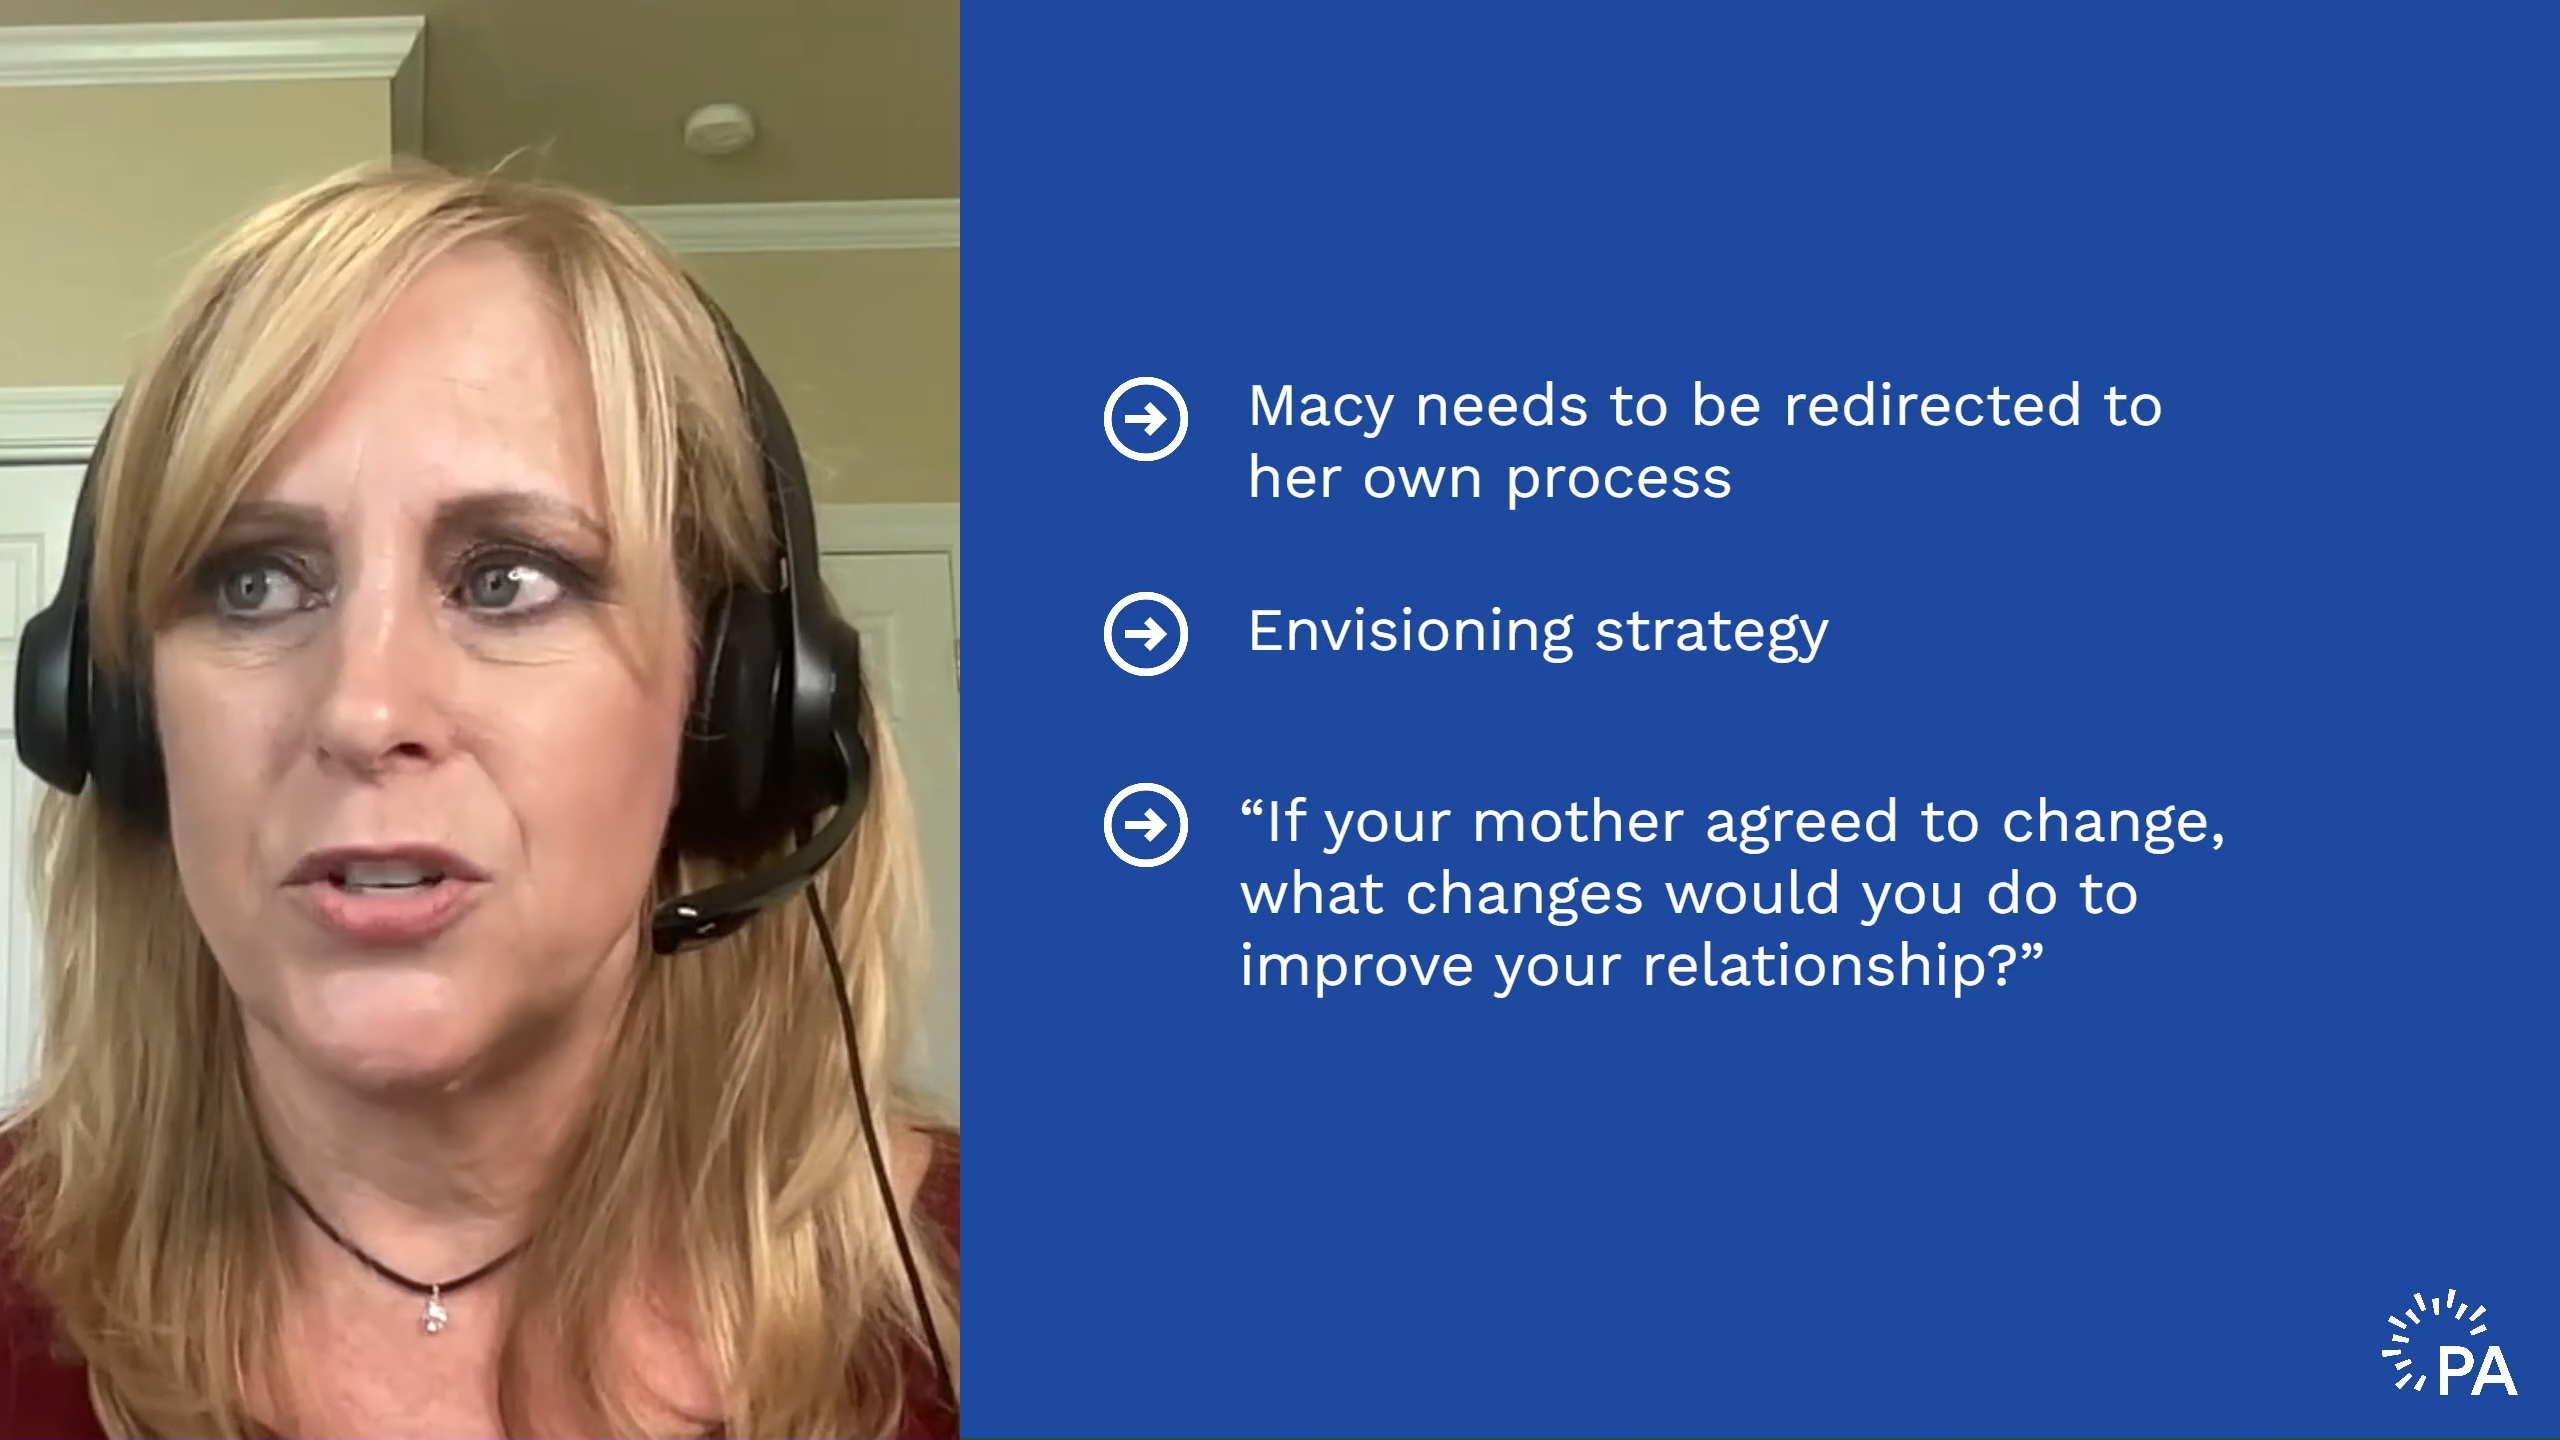 Macy needs to be redirected to
her own process
Envisioning strategy
“If your mother agreed to change,
what changes would you do to
improve your relationship?”
PA